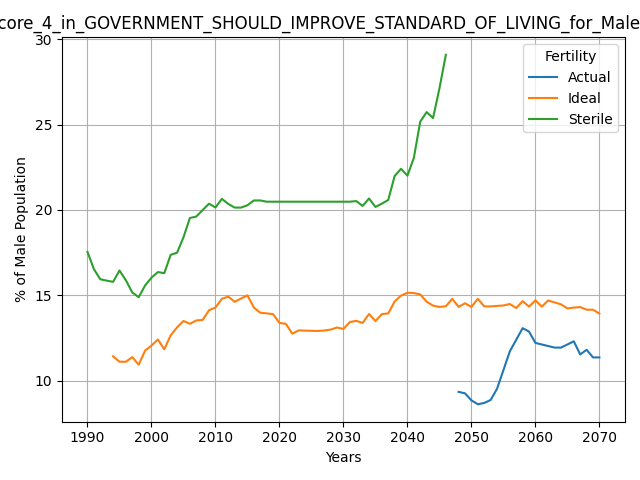 core_4_in_GOVERNMENT_SHOULD_IMPROVE_STANDARD_OF_LIVING_for_Male
30
25
20
15
10
% of Male Population
Fertility
Actual
Ideal
Sterile
1990 2000 2010 2020 2030 2040 2050 2060 2070
Years